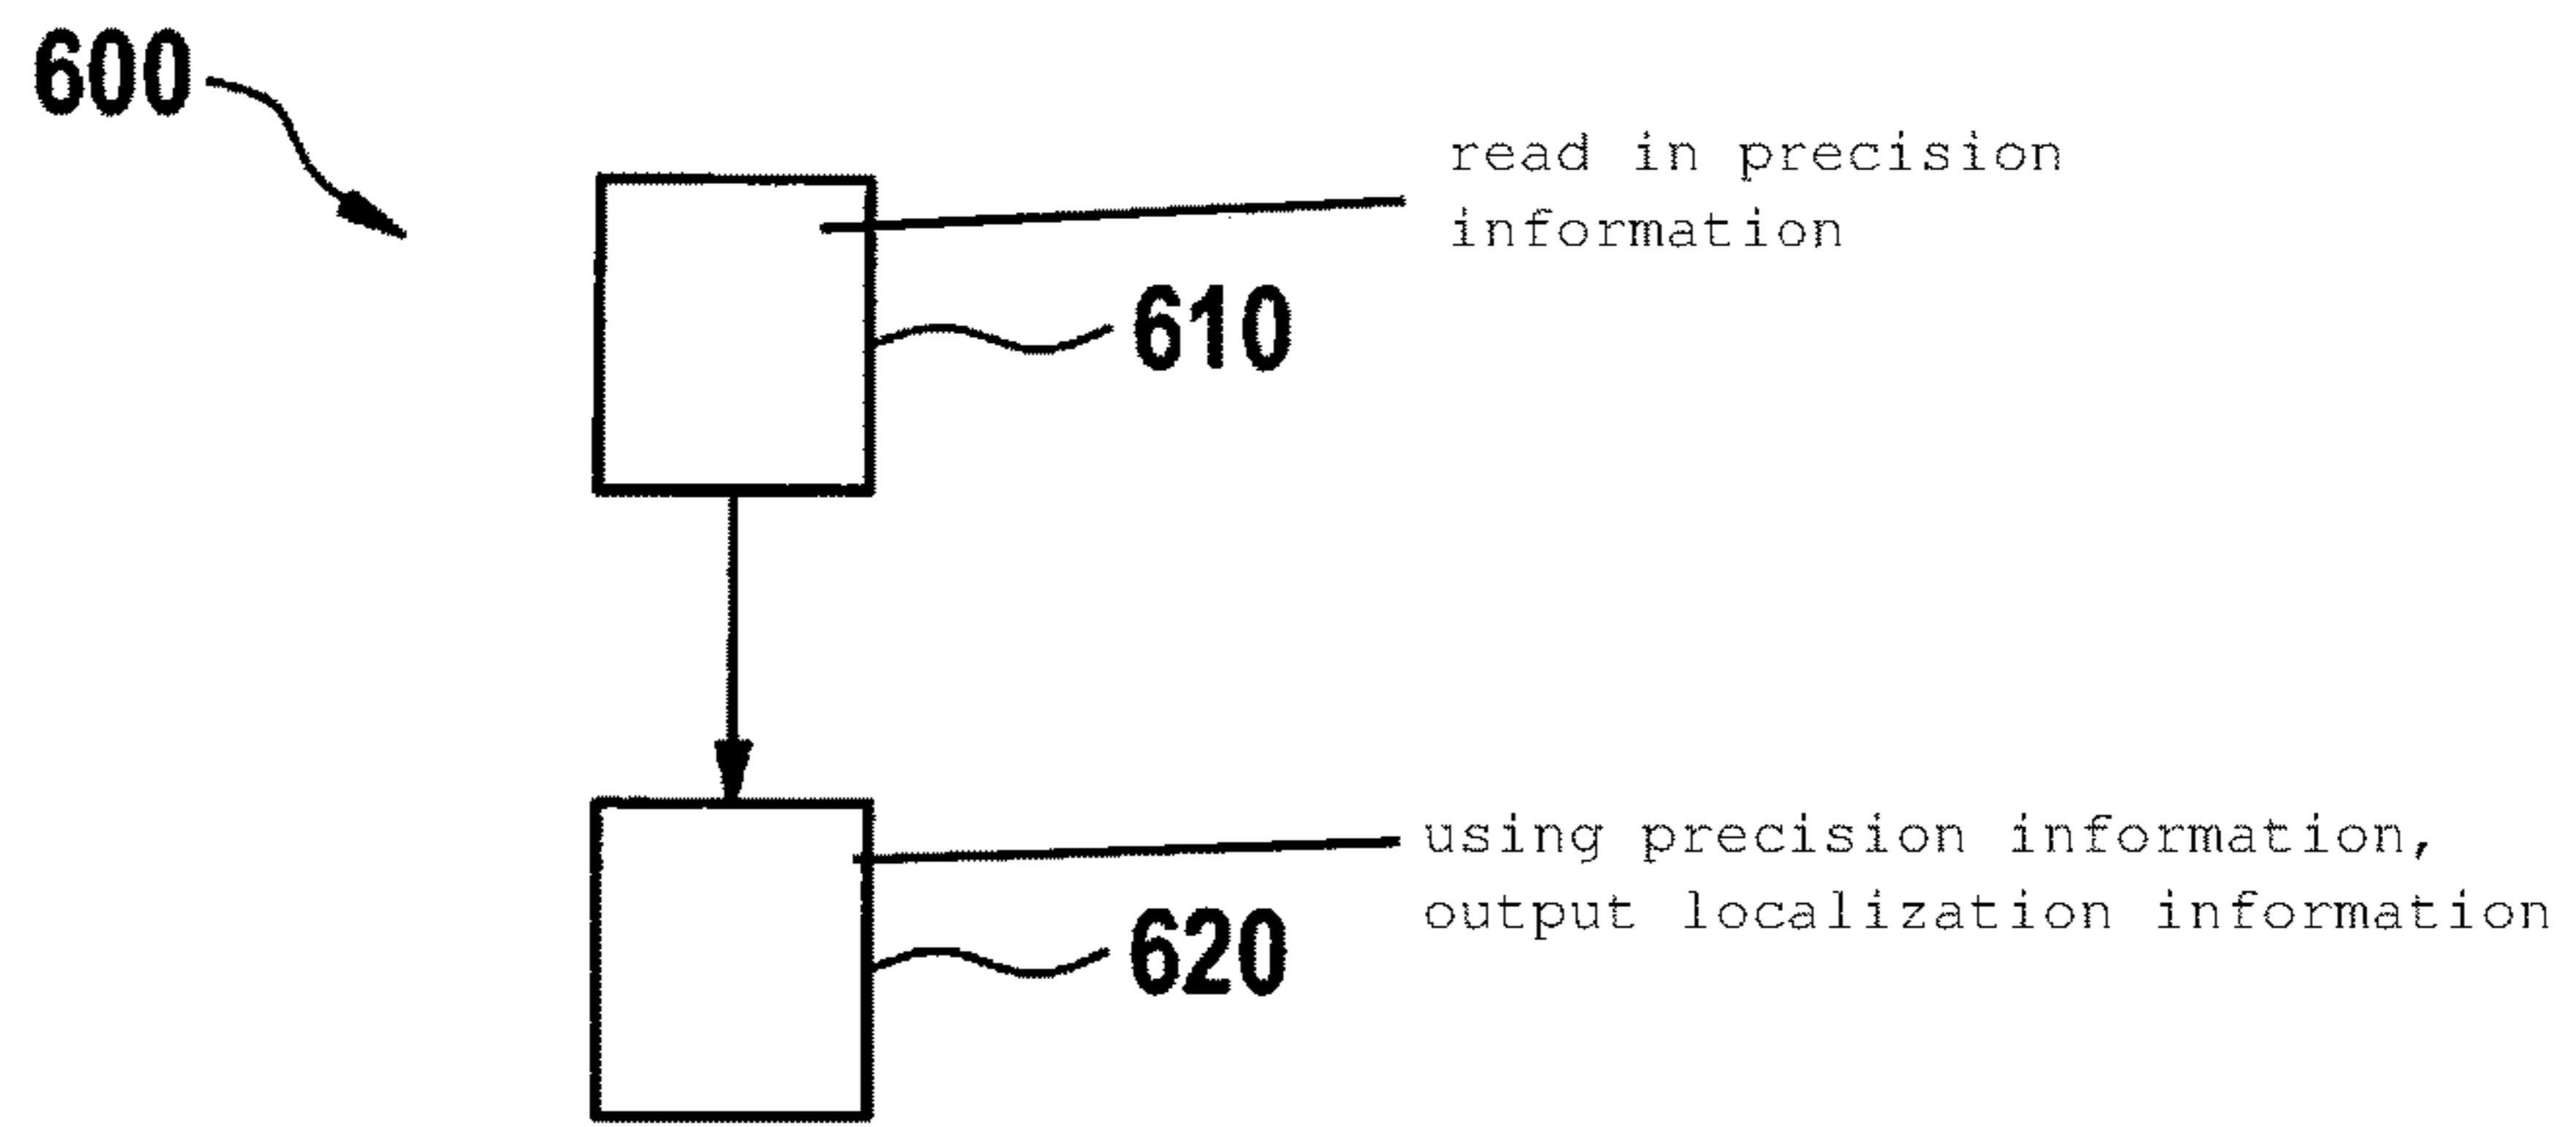 600
read in precision
information
610
using precision information,
output localization information
620